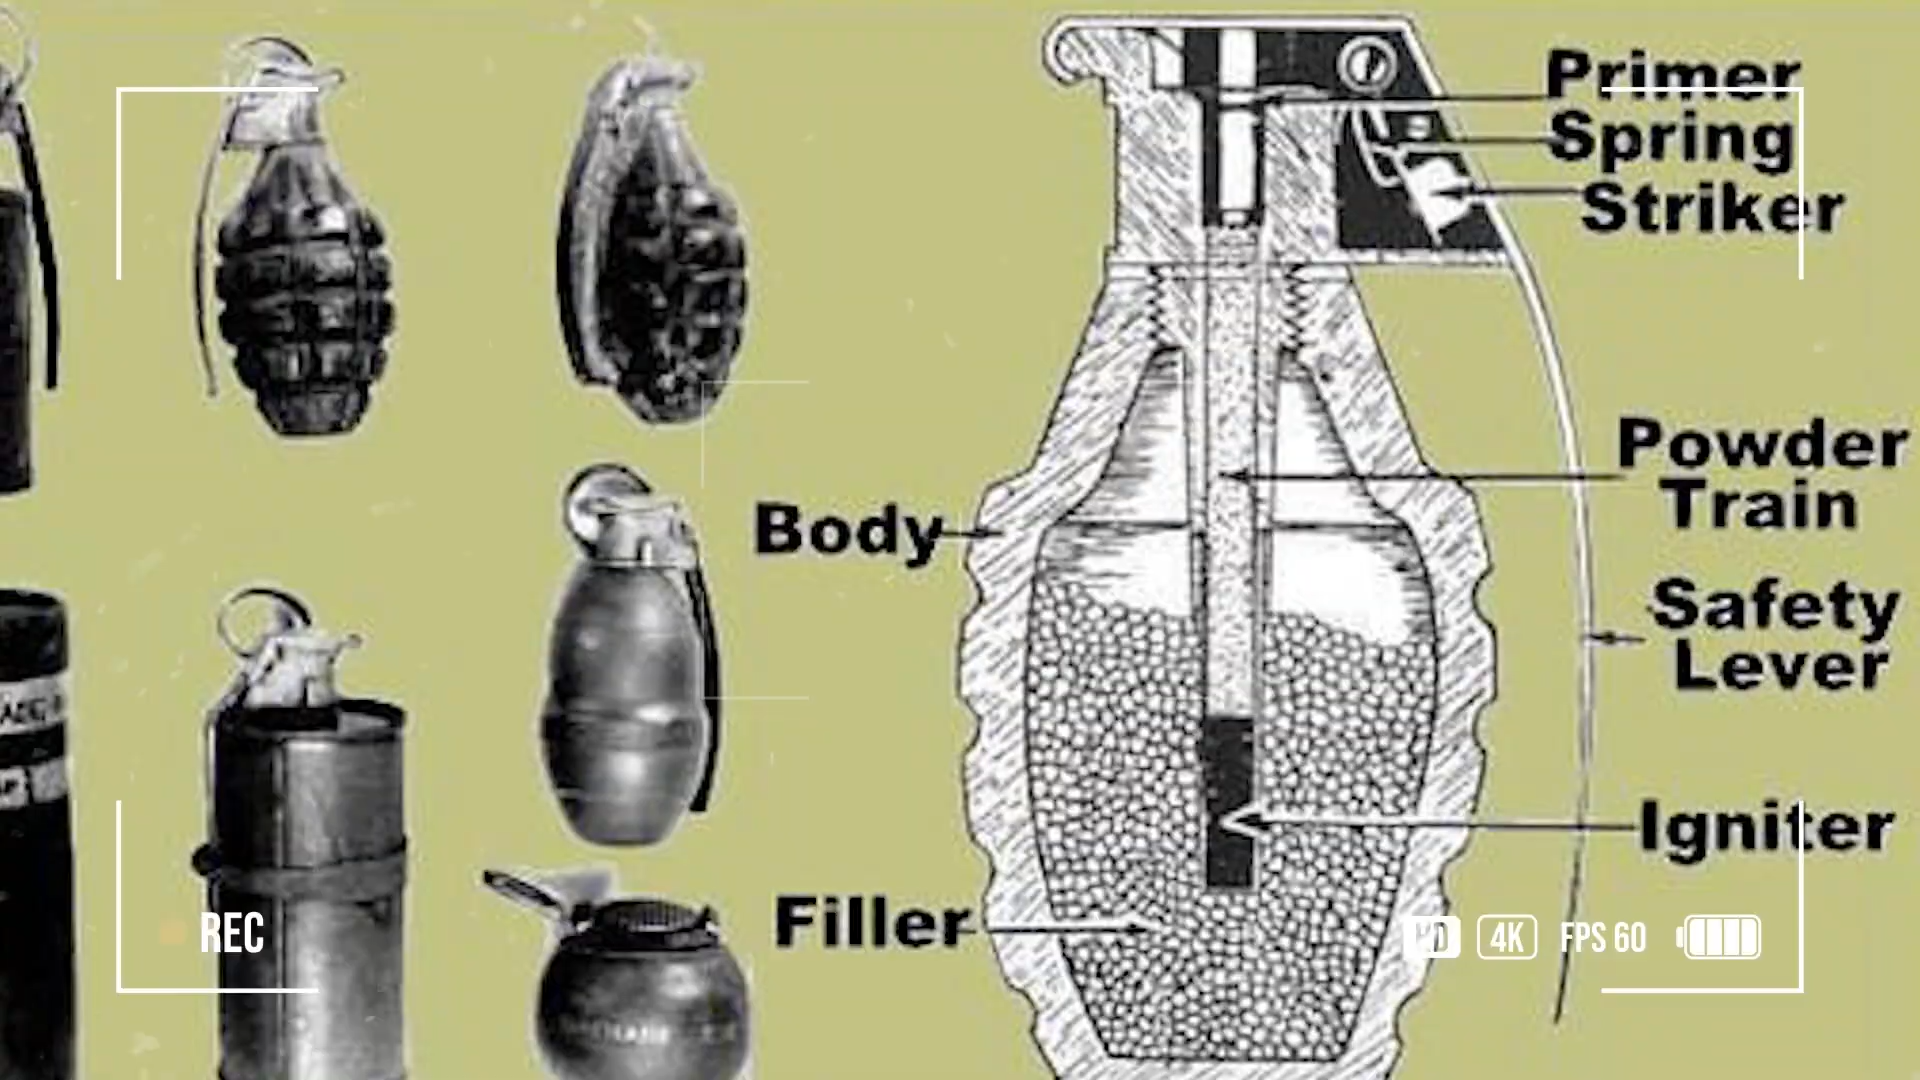 Primer
Spring
Striker
Powder
Train
Body
Safety
Lever
Igniter
Filler
REC
HD
4K
FPS 60